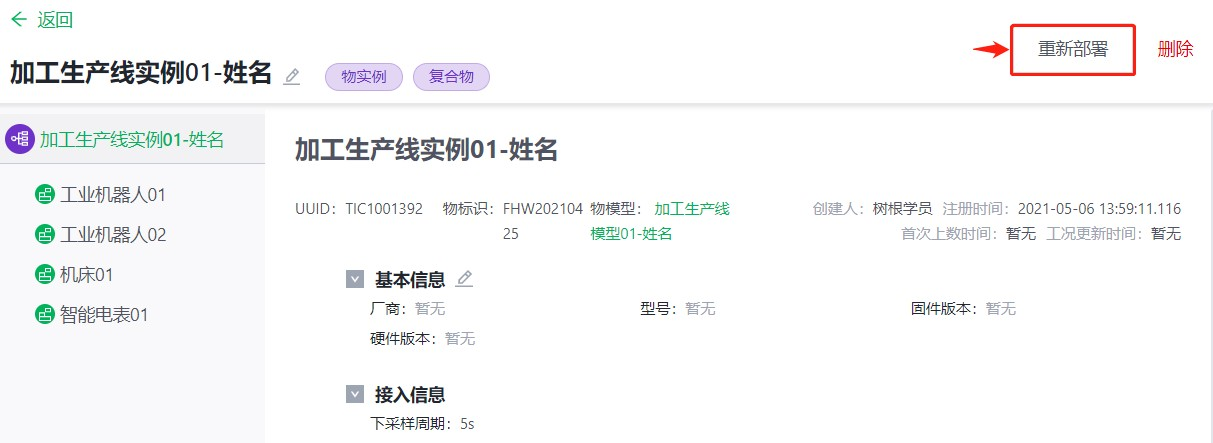 返回
重新部署 删除
加工生产线实例01-姓名 物实例 复合物
加工生产线实例01-姓名
工业机器人01
工业机器人02
机床01
智能电表01
加工生产线实例01-姓名
UUID: TIC1001392 物标识: FHW202104 物模型: 加工生产线 创建人: 树根学员 注册时间: 2021-05-06 13:59:11.116
25 模型01-姓名 首次上数时间: 暂无 工况更新时间: 暂无
基本信息
厂商: 暂无 型号: 暂无 固件版本: 暂无
硬件版本: 暂无
接入信息
下采样周期: 5s